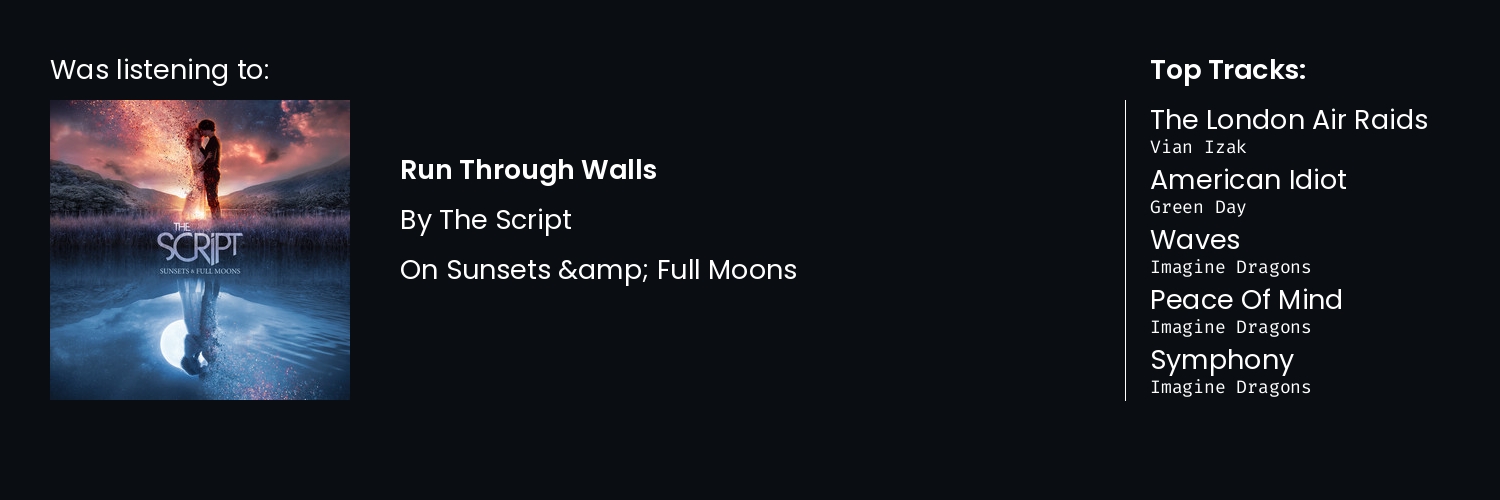 Was listening to:
THE
SCRIPT
SUNSETS & FULL MOONS
Run Through Walls
By The Script
On Sunsets &amp; Full Moons
Top Tracks:
The London Air Raids
Vian Izak
American Idiot
Green Day
Waves
Imagine Dragons
Peace Of Mind
Imagine Dragons
Symphony
Imagine Dragons